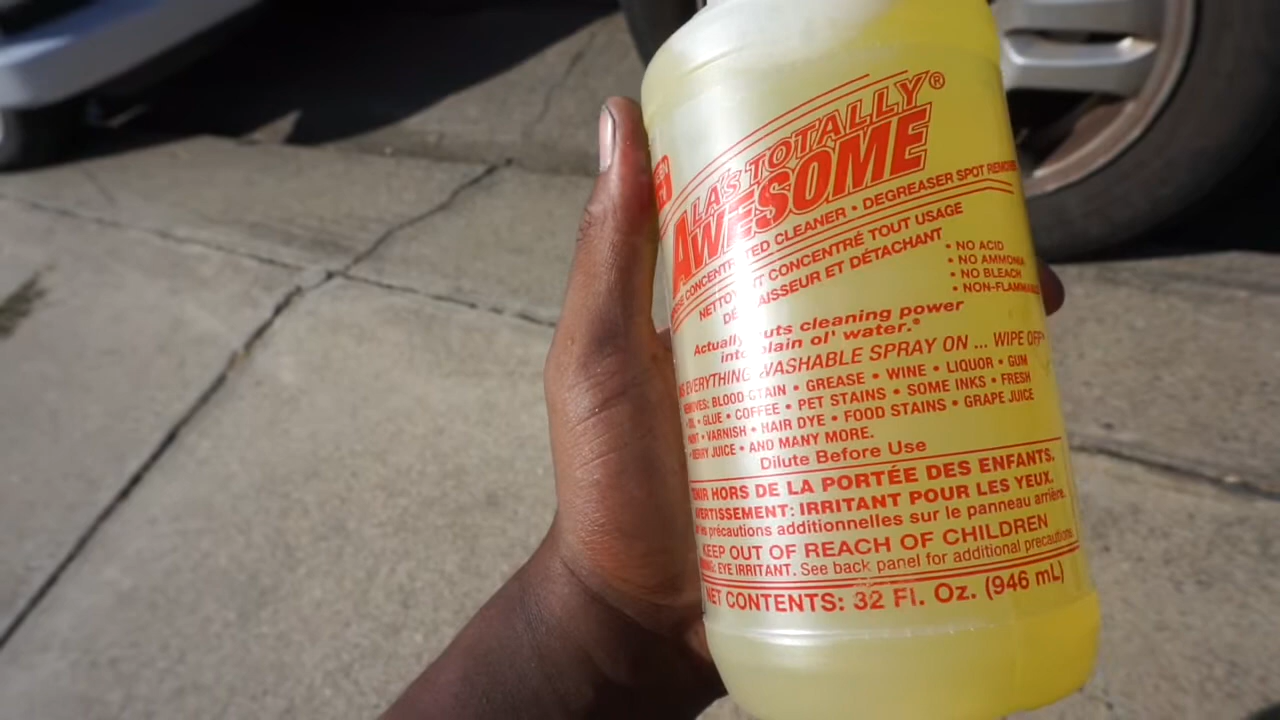 LA's TOTALLY®
AWESOME
CLEANER • DEGREASER SPOT
CONCENTRÉ TOUT USAGE
ET DÉTACHANT
• NO ACID
• NO AMMONIA
• NO BLEACH
•
cleaning power
plain ol' water.
EVERYTHING WASHABLE SPRAY ON ... WIPE OFF
BLOOD STAIN • GREASE • WINE • LIQUOR • GUM
• GLUE • COFFEE • PET STAINS • SOME INKS • FRESH
• VARNISH • HAIR DYE • FOOD STAINS • GRAPE JUICE
• BERRY JUICE • AND MANY MORE.
Dilute Before Use
HORS DE LA PORTÉE DES ENFANTS.
AVERTISSEMENT: IRRITANT POUR LES YEUX.
précautions additionnelles sur le panneau arrière.
KEEP OUT OF REACH OF CHILDREN
EYE IRRITANT. See back panel for additional precautions.
NET CONTENTS: 32 Fl. Oz. (946 mL)